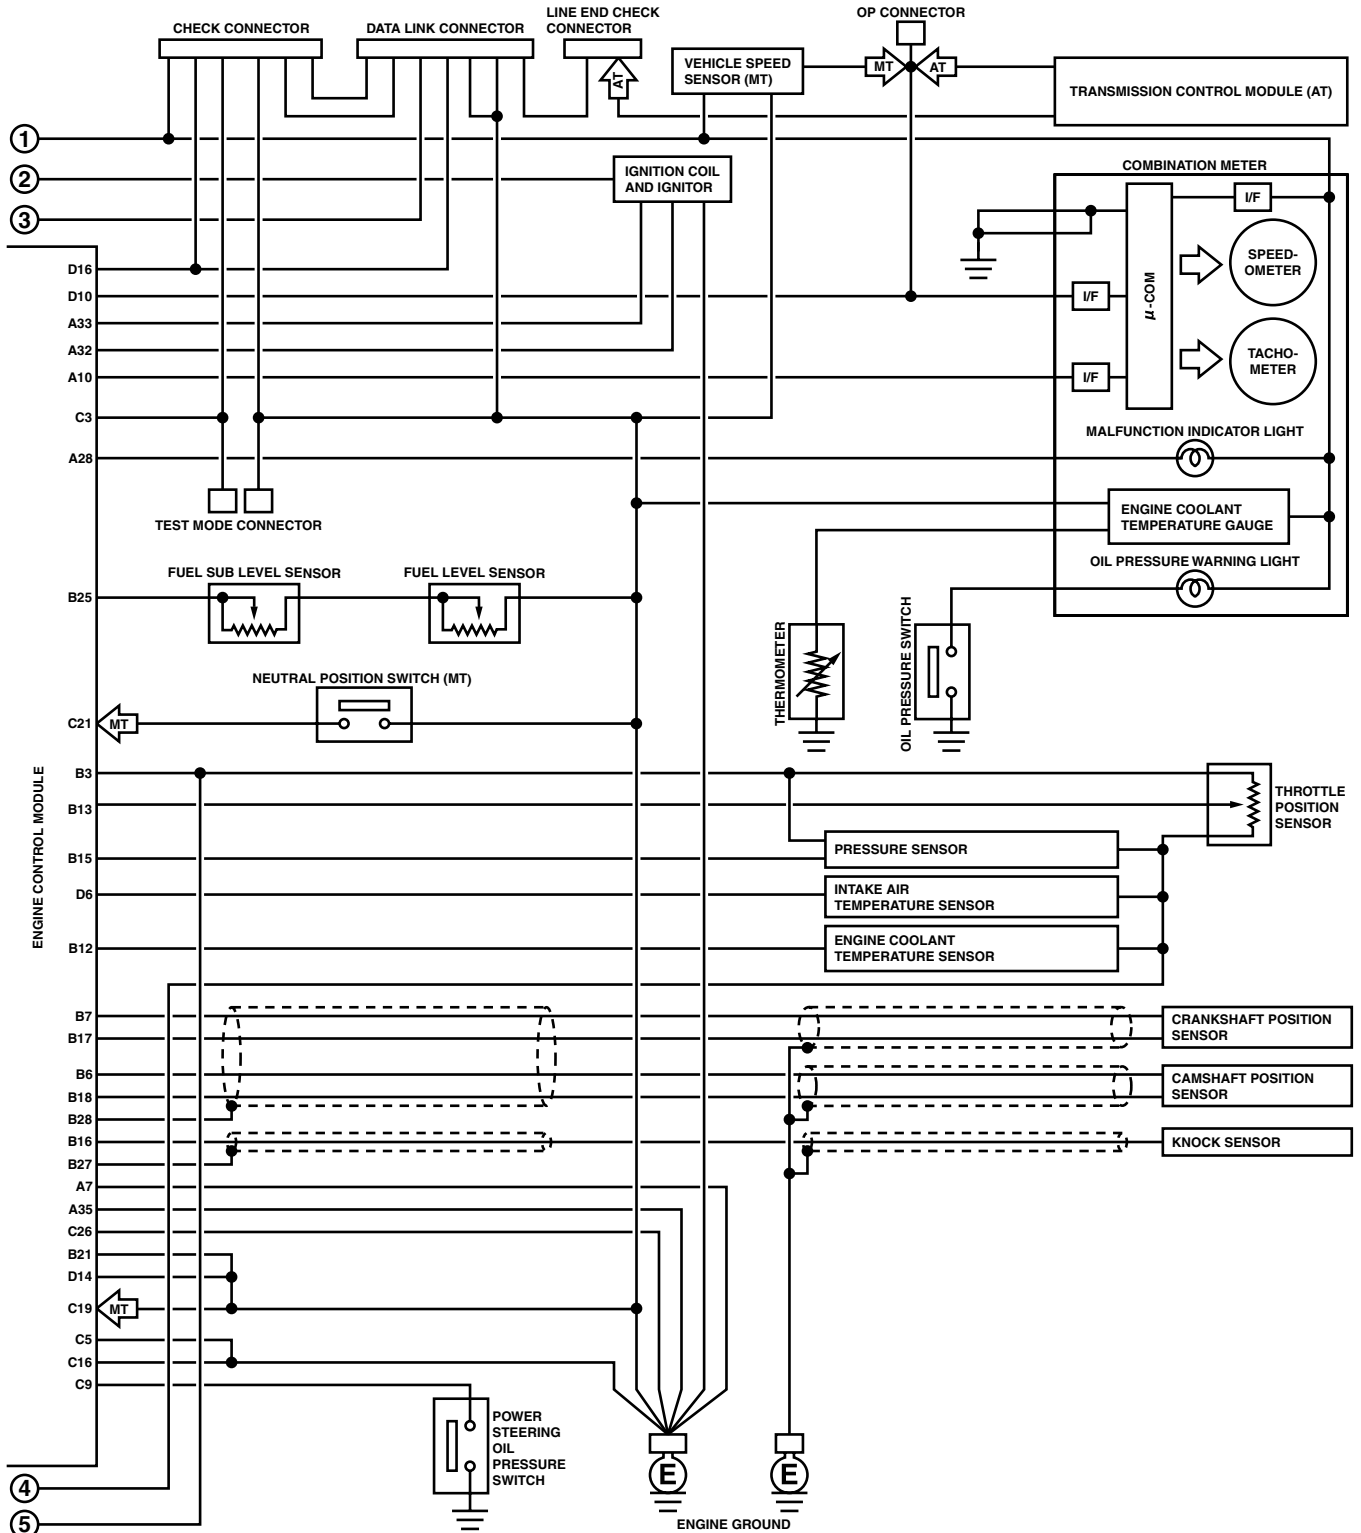 LINE END CHECK
CONNECTOR
OP CONNECTOR
CHECK CONNECTOR
DATA LINK CONNECTOR
AT
VEHICLE SPEED
SENSOR (MT)
MT
AT
TRANSMISSION CONTROL MODULE (AT)
1
2
3
IGNITION COIL
AND IGNITOR
COMBINATION METER
I/F
SPEED-
OMETER
I/F
µ-COM
TACHO-
METER
I/F
D16
D10
A33
A32
A10
C3
A28
MALFUNCTION INDICATOR LIGHT
TEST MODE CONNECTOR
ENGINE COOLANT
TEMPERATURE GAUGE
OIL PRESSURE WARNING LIGHT
FUEL SUB LEVEL SENSOR
FUEL LEVEL SENSOR
B25
THERMOMETER
OIL PRESSURE SWITCH
NEUTRAL POSITION SWITCH (MT)
C21
MT
ENGINE CONTROL MODULE
B3
B13
THROTTLE
POSITION
SENSOR
B15
PRESSURE SENSOR
D6
INTAKE AIR
TEMPERATURE SENSOR
B12
ENGINE COOLANT
TEMPERATURE SENSOR
B7
B17
CRANKSHAFT POSITION
SENSOR
B6
B18
CAMSHAFT POSITION
SENSOR
B28
B16
KNOCK SENSOR
B27
A7
A35
C26
B21
D14
C19
MT
C5
C16
C9
POWER
STEERING
OIL
PRESSURE
SWITCH
E
E
4
5
ENGINE GROUND